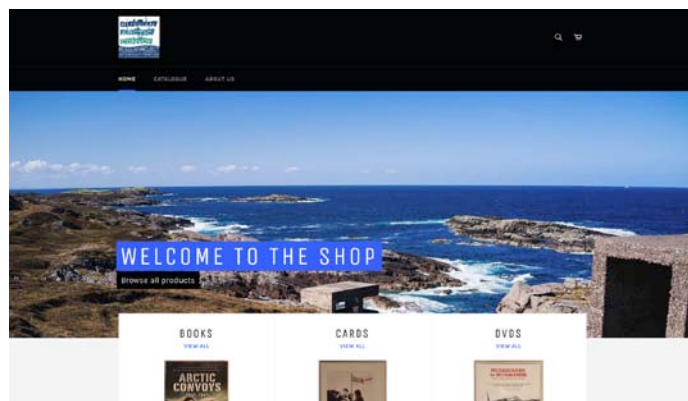 HOME CATALOGUE ABOUT US
WELCOME TO THE SHOP
Browse all products
BOOKS CARDS DVDS
VIEW ALL VIEW ALL VIEW ALL
ARCTIC
CONVOYS